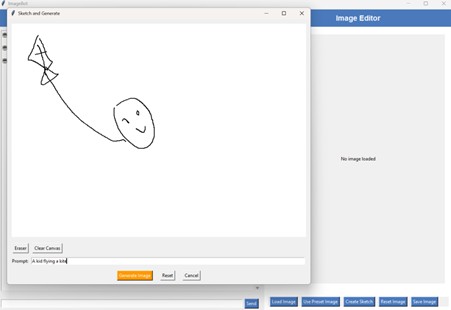 ImageBot
Sketch and Generate
Image Editor
No image loaded
Eraser Clear Canvas
Prompt: A kid flying a kite
Generate Image Reset Cancel
Send Load Image Use Preset Image Create Sketch Reset Image Save Image